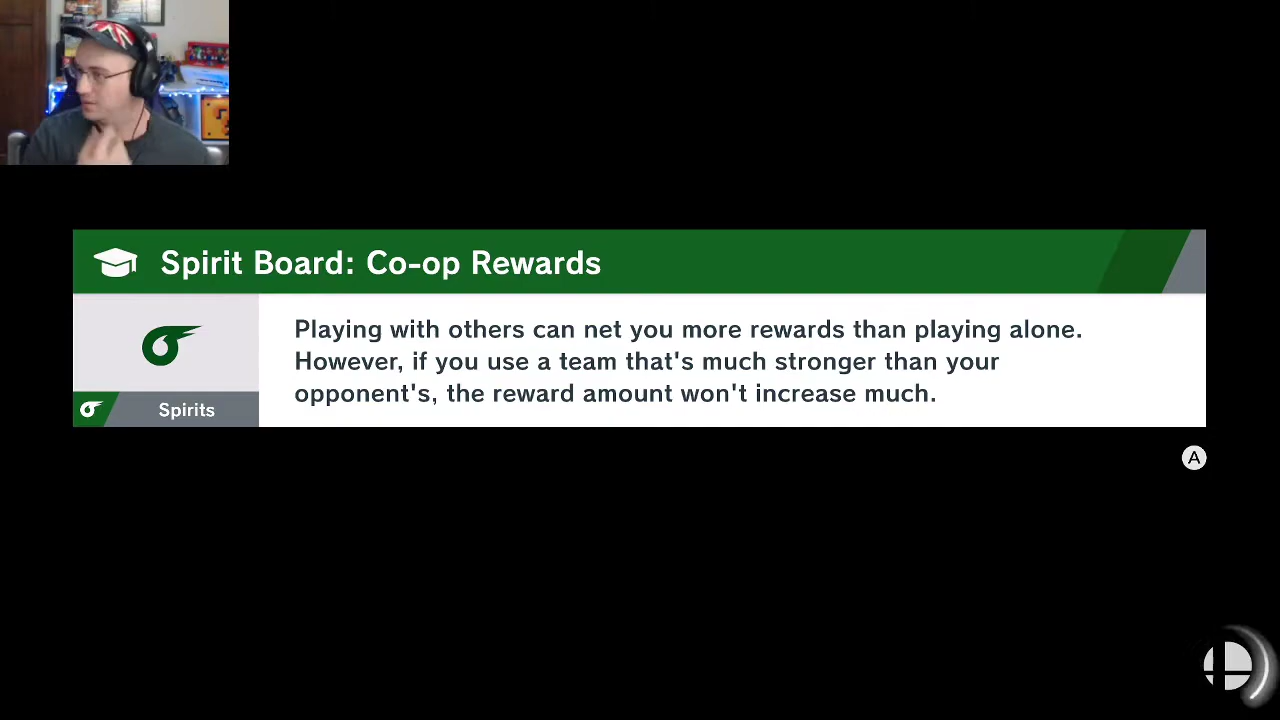 Spirit Board: Co-op Rewards
Playing with others can net you more rewards than playing alone.
However, if you use a team that's much stronger than your
opponent's, the reward amount won't increase much.
Spirits
A